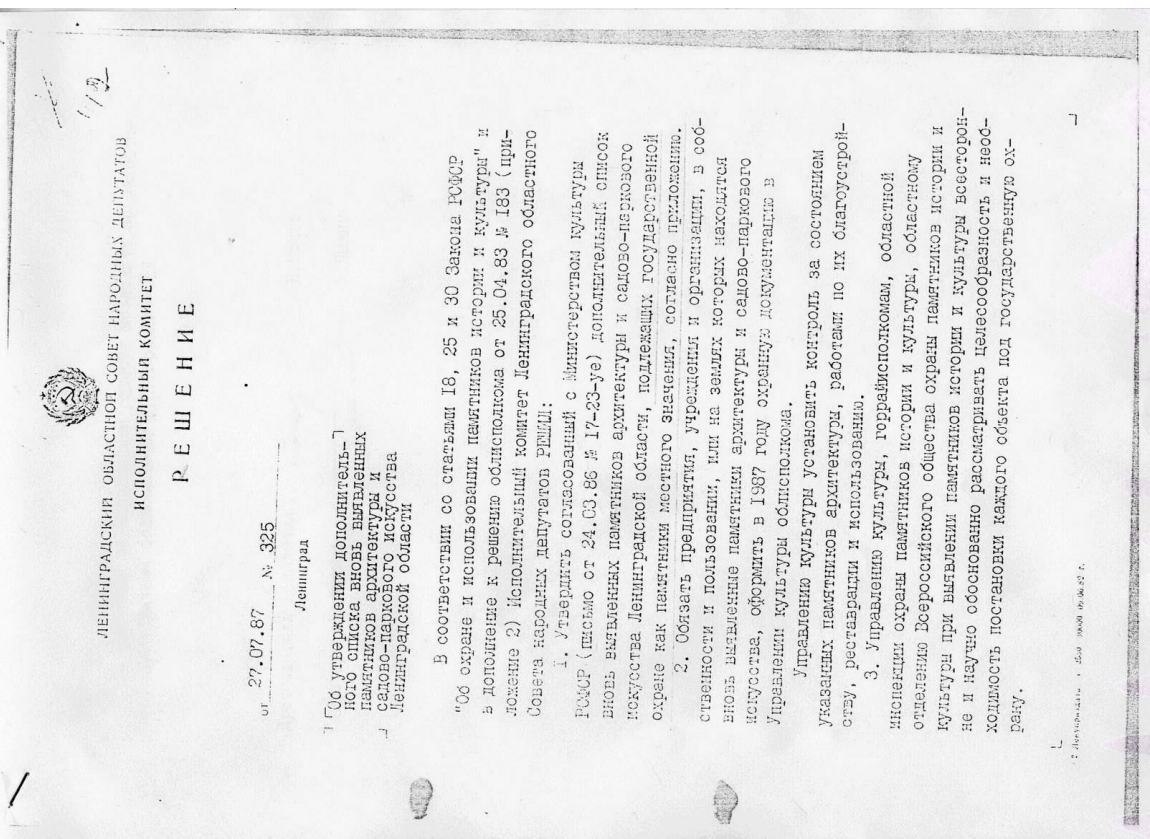 ЛЕНИНГРАДСКИЙ ОБЛАСТНОЙ СОВЕТ НАРОДНЫХ ДЕПУТАТОВ
ИСПОЛНИТЕЛЬНЫЙ КОМИТЕТ
РЕШЕНИЕ
от 27.07.87 № 325
Ленинград
Об утверждении дополнитель-
ного списка вновь выявленных
памятников архитектуры и
садово-паркового искусства
Ленинградской области
В соответствии со статьями I8, 25 и 30 Закона РСФСР
"Об охране и использовании памятников истории и культуры" и
в дополнение к решению облисполкома от 25.04.83 № I83 (при-
ложение 2) Исполнительный комитет Ленинградского областного
Совета народных депутатов РЕШИЛ:
I. Утвердить согласованный с Министерством культуры
РСФСР (письмо от 24.03.86 № I7-23-уе) дополнительный список
вновь выявленных памятников архитектуры и садово-паркового
искусства Ленинградской области, подлежащих государственной
охране как памятники местного значения, согласно приложению.
2. Обязать предприятия, учреждения и организации, в соб-
ственности и пользовании, или на землях которых находятся
вновь выявленные памятники архитектуры и садово-паркового
искусства, оформить в I987 году охранную документацию в
Управлении культуры облисполкома.
Управлению культуры установить контроль за состоянием
указанных памятников архитектуры, работами по их благоустрой-
ству, реставрации и использованию.
3. Управлению культуры, горрайисполкомам, областной
инспекции охраны памятников истории и культуры, областному
отделению Всероссийского общества охраны памятников истории и
культуры при выявлении памятников истории и культуры всесторон-
не и научно обоснованно рассматривать целесообразность и необ-
ходимость постановки каждого объекта под государственную ох-
рану.